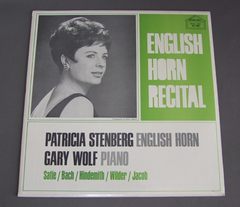 ENGLISH
HORN
RECITAL
PATRICIA STENBERG ENGLISH HORN
GARY WOLF PIANO
Satie / Bach / Hindemith / Wilder / Jacob